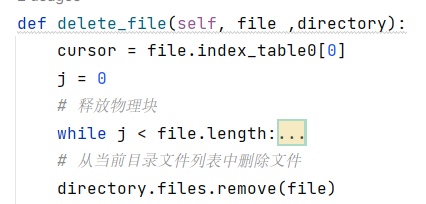 def delete_file(self, file ,directory):
cursor = file.index_table0[0]
j = 0
# 释放物理块
while j < file.length:...
# 从当前目录文件列表中删除文件
directory.files.remove(file)